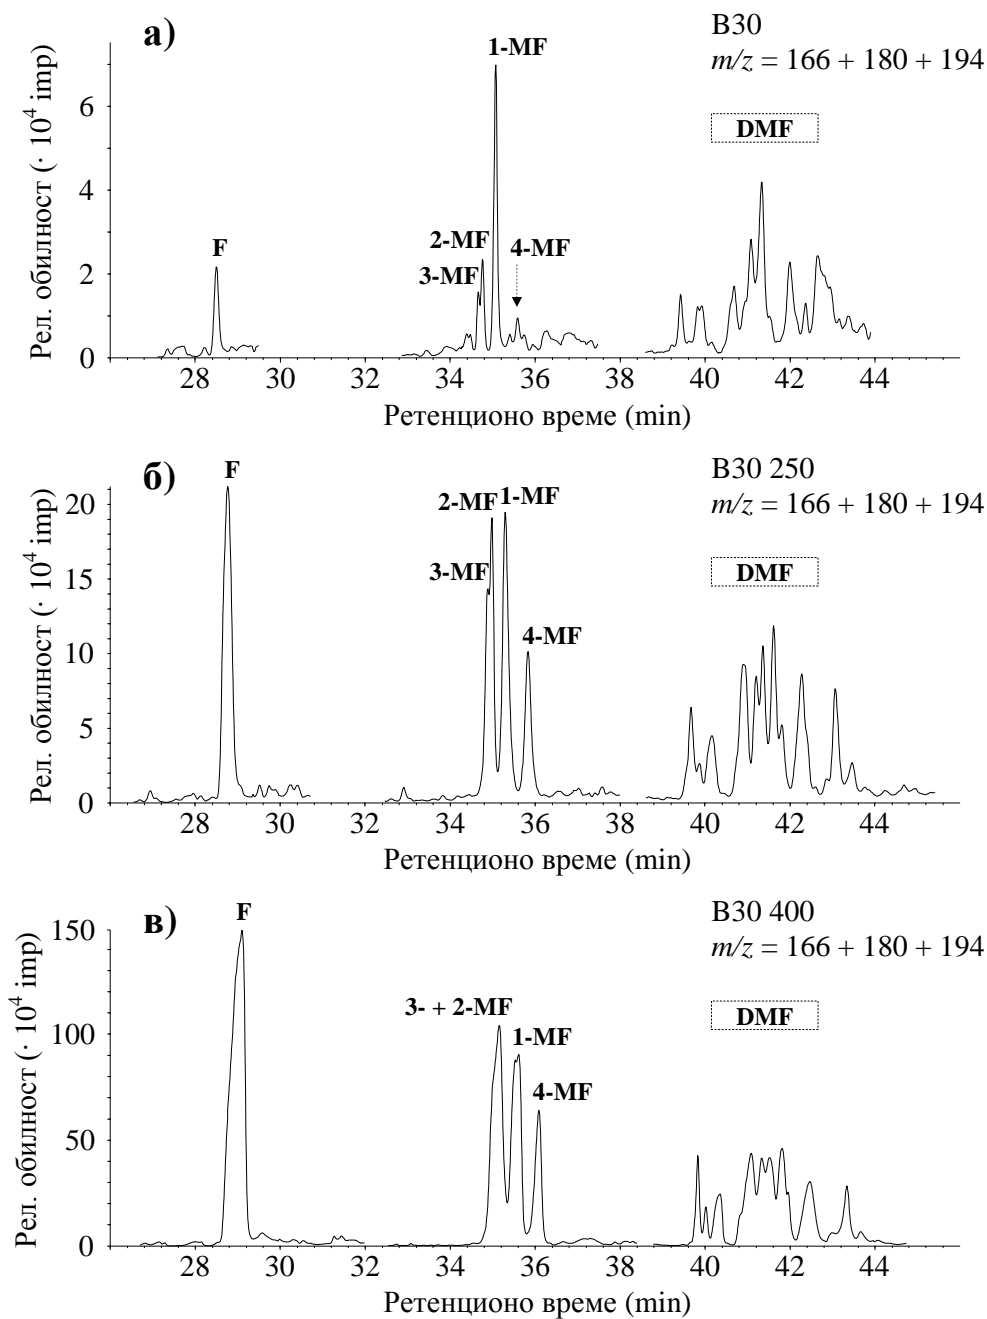 а)
B30
m/z = 166 + 180 + 194
DMF
1-MF
2-MF
3-MF
4-MF
F
Рел. обилност (· 10⁴ imp)
6
4
2
0
28 30 32 34 36 38 40 42 44
Ретенционо време (min)
б)
B30 250
m/z = 166 + 180 + 194
DMF
F
2-MF
1-MF
3-MF
4-MF
Рел. обилност (· 10⁴ imp)
20
15
10
5
0
28 30 32 34 36 38 40 42 44
Ретенционо време (min)
в)
B30 400
m/z = 166 + 180 + 194
DMF
F
3- + 2-MF
1-MF
4-MF
Рел. обилност (· 10⁴ imp)
150
100
50
0
28 30 32 34 36 38 40 42 44
Ретенционо време (min)